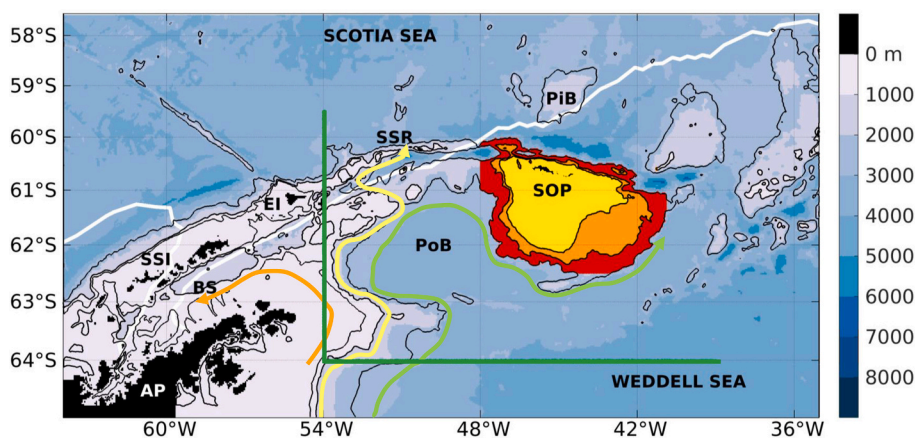 58°S
59°S
60°S
61°S
62°S
63°S
64°S
SCOTIA SEA
PiB
SSR
EI
SOP
PoB
SSI
BS
AP
WEDDELL SEA
60°W
54°W
48°W
42°W
36°W
0 m
1000
2000
3000
4000
5000
6000
7000
8000